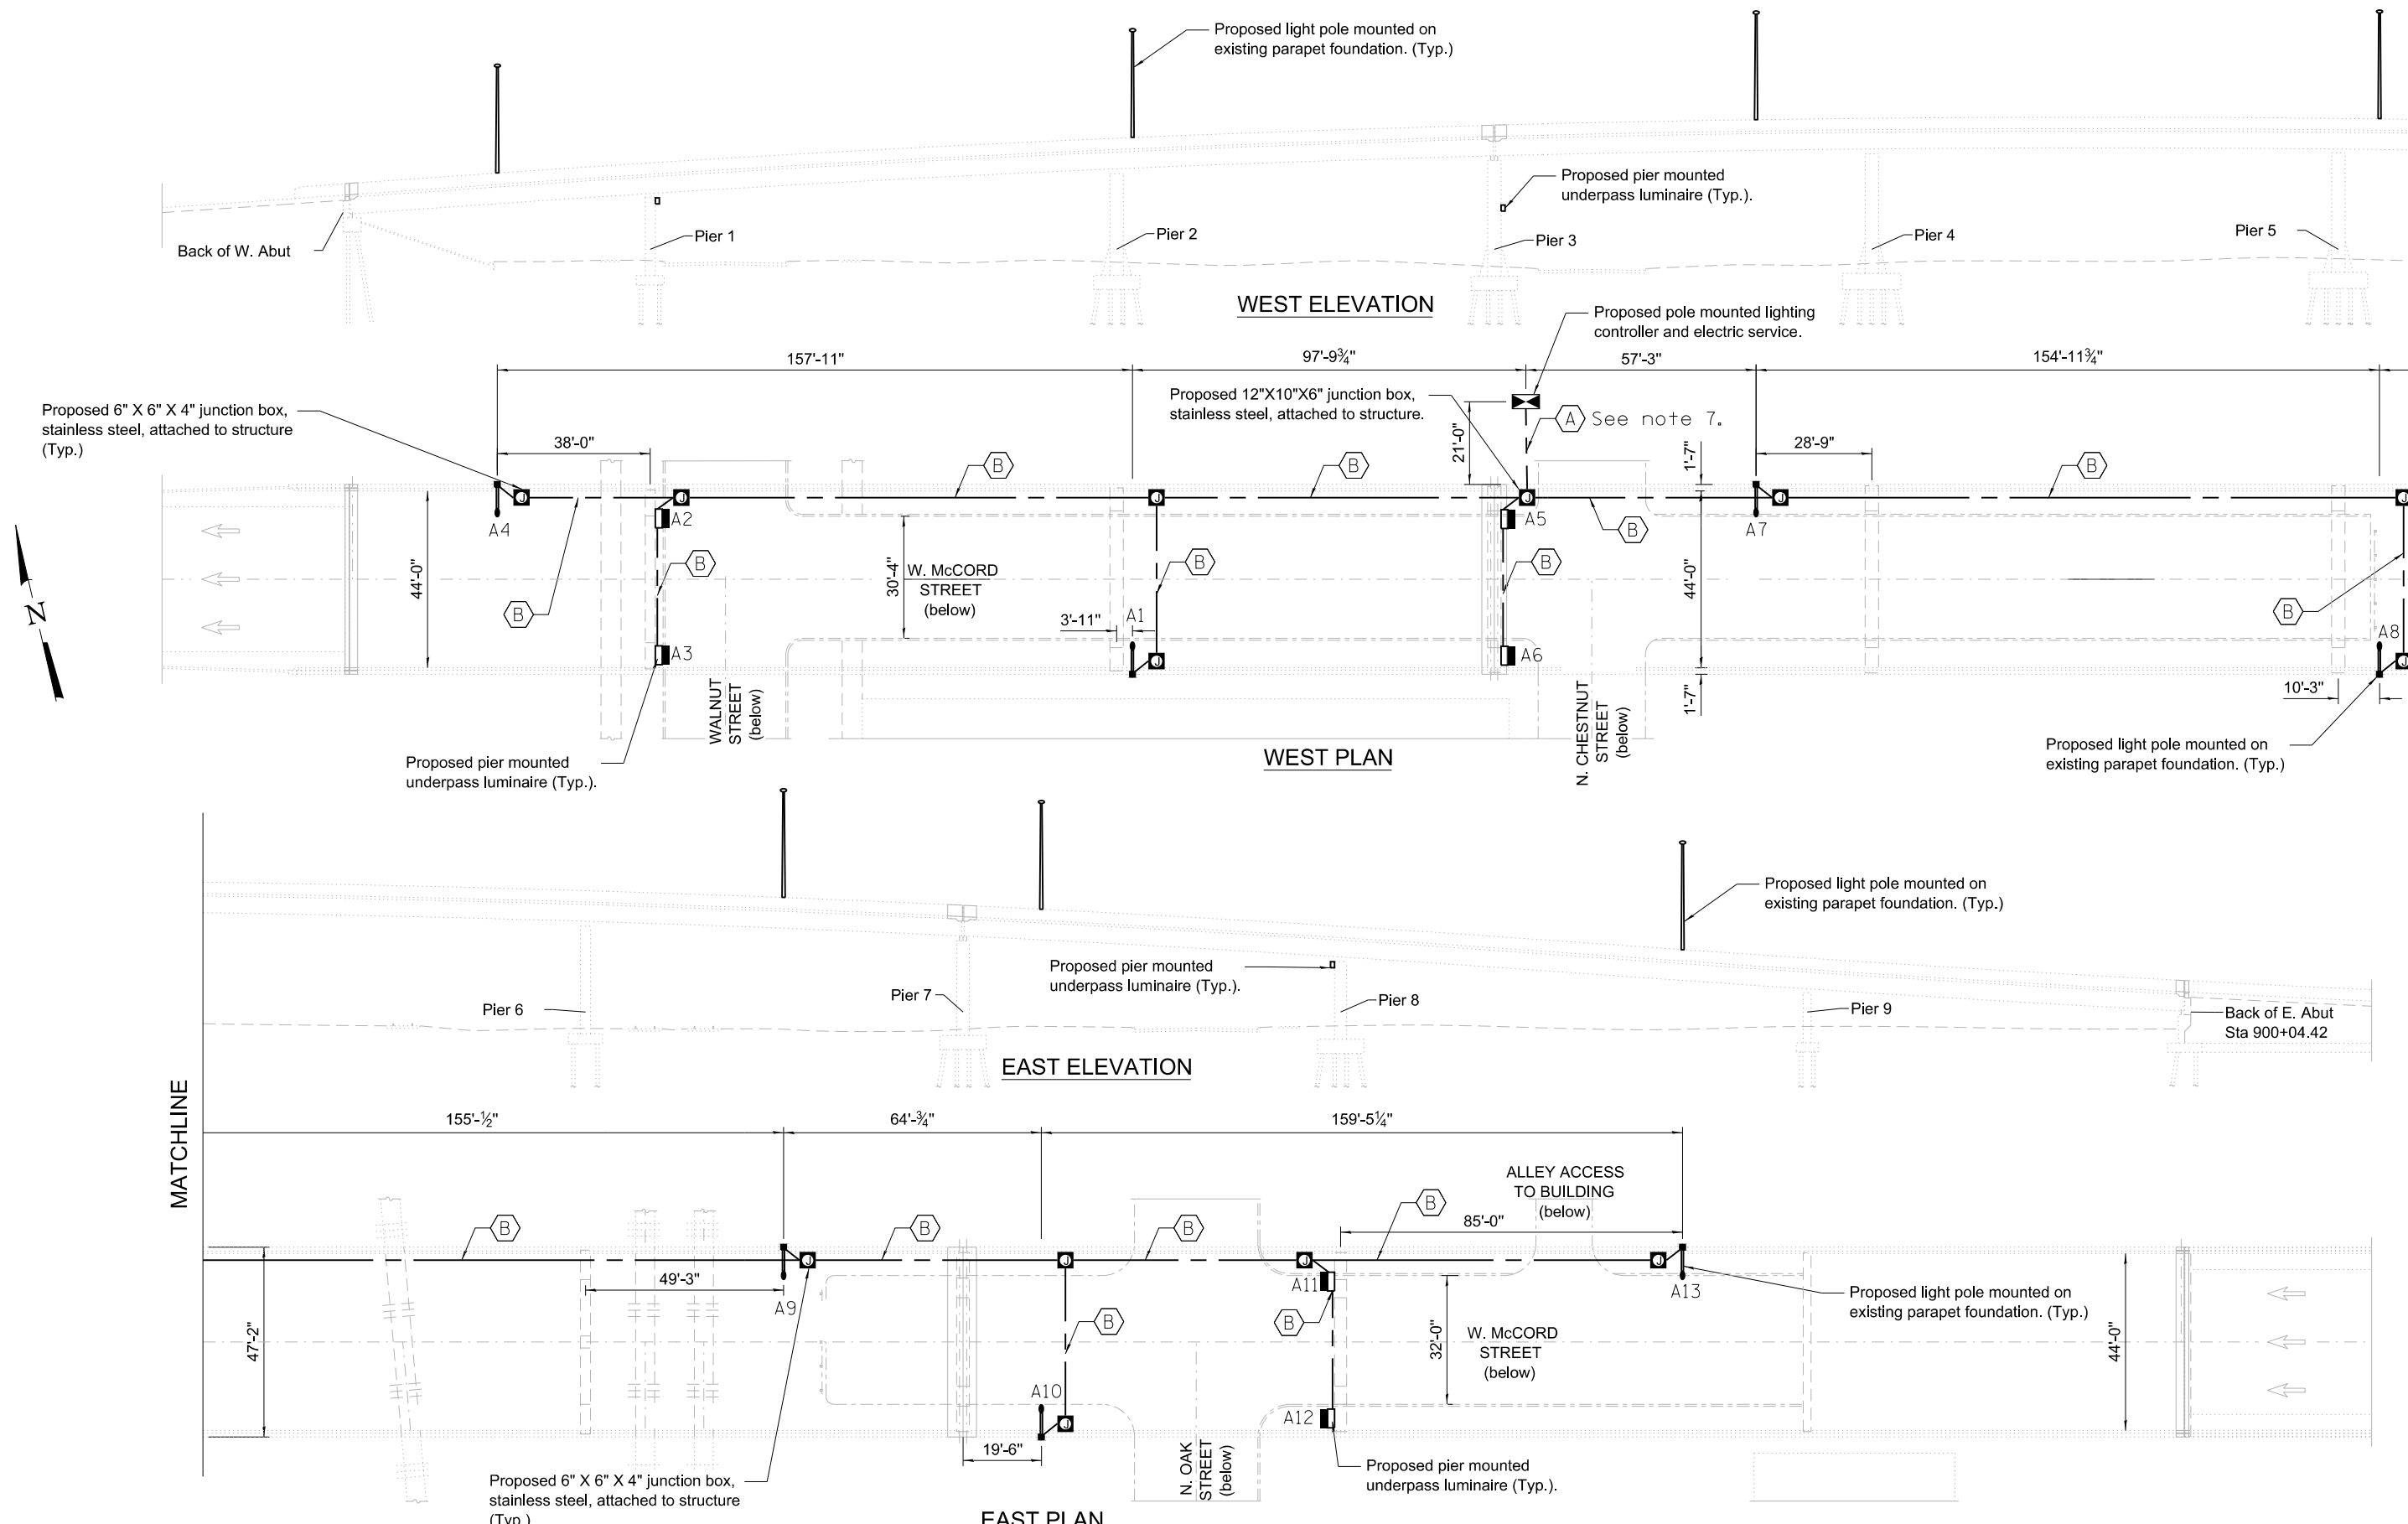 Proposed light pole mounted on
existing parapet foundation. (Typ.)
Proposed pier mounted
underpass luminaire (Typ.).
Back of W. Abut
Pier 1
Pier 2
Pier 3
Pier 4
Pier 5
WEST ELEVATION
Proposed pole mounted lighting
controller and electric service.
157'-11"
97'-9¾"
57'-3"
154'-11¾"
Proposed 6" X 6" X 4" junction box,
stainless steel, attached to structure
(Typ.)
Proposed 12"X10"X6" junction box,
stainless steel, attached to structure.
A See note 7.
38'-0"
21'-0"
1'-7"
28'-9"
B
B
B
J
J
J
J
J
J
A4
A2
A5
A7
B
B
B
B
B
B
44'-0"
30'-4"
W. McCORD
STREET
(below)
44'-0"
3'-11"
A1
A3
J
A6
A8
J
1'-7"
10'-3"
WALNUT
STREET
(below)
N. CHESTNUT
STREET
(below)
N
Proposed pier mounted
underpass luminaire (Typ.).
WEST PLAN
Proposed light pole mounted on
existing parapet foundation. (Typ.)
Proposed light pole mounted on
existing parapet foundation. (Typ.)
Proposed pier mounted
underpass luminaire (Typ.).
Pier 6
Pier 7
Pier 8
Pier 9
Back of E. Abut
Sta 900+04.42
EAST ELEVATION
MATCHLINE
155'-½"
64'-¾"
159'-5¼"
ALLEY ACCESS
TO BUILDING
(below)
B
B
B
B
85'-0"
J
J
J
J
49'-3"
A9
A11
A13
Proposed light pole mounted on
existing parapet foundation. (Typ.)
47'-2"
B
B
32'-0"
W. McCORD
STREET
(below)
44'-0"
A10
J
A12
19'-6"
N. OAK
STREET
(below)
Proposed pier mounted
underpass luminaire (Typ.).
Proposed 6" X 6" X 4" junction box,
stainless steel, attached to structure
(Typ.)
EAST PLAN